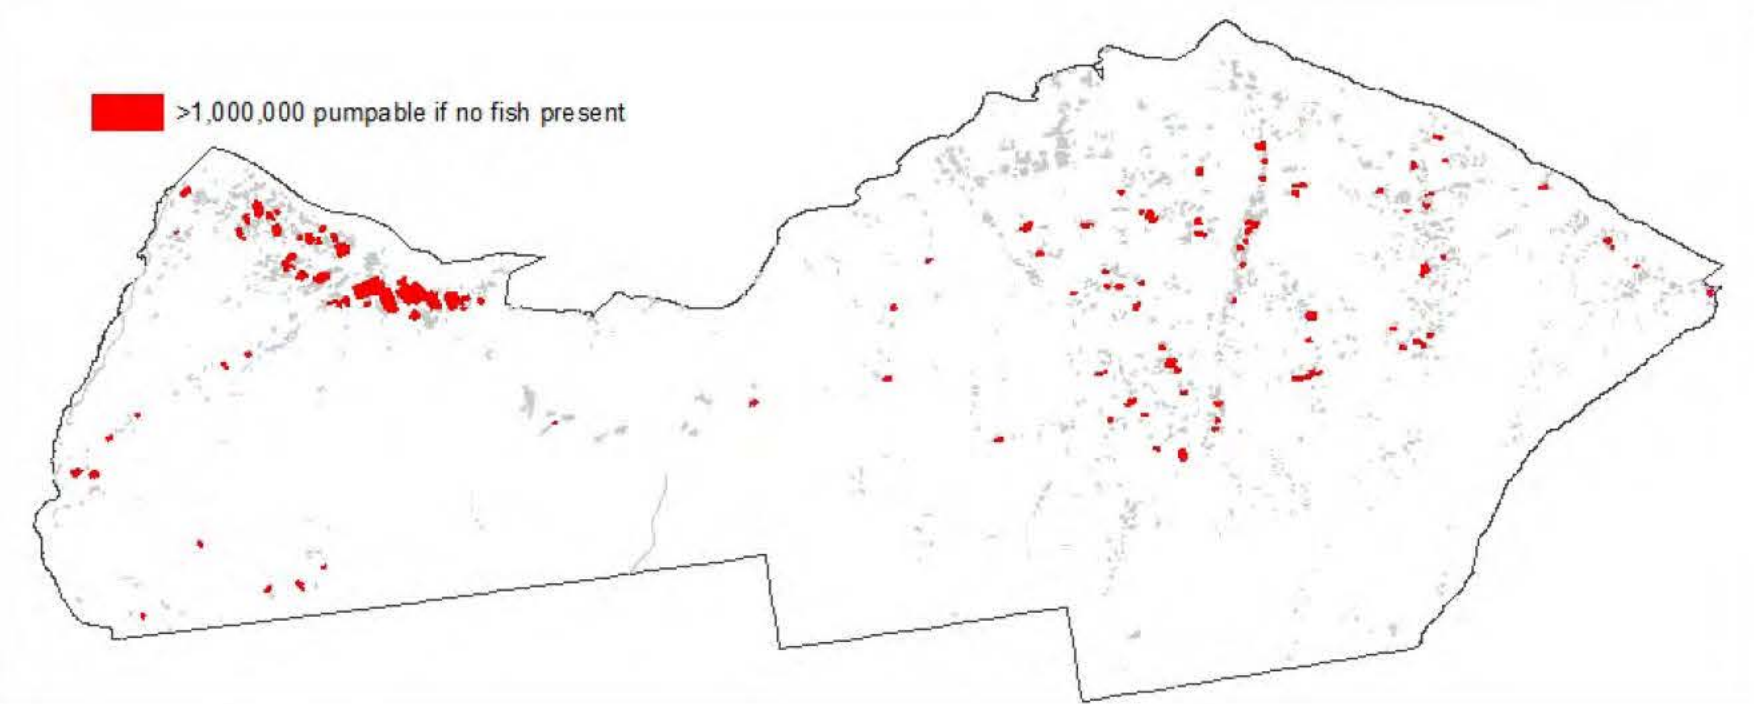 >1,000,000 pumpable if no fish present